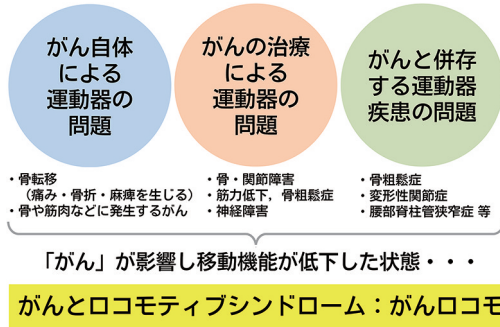 がん自体
による
運動器の
問題
がんの治療
による
運動器の
問題
がんと併存
する運動器
疾患の問題
・骨転移
（痛み・骨折・麻痺を生じる）
・骨や筋肉などに発生するがん
・骨・関節障害
・筋力低下，骨粗鬆症
・神経障害
・骨粗鬆症
・変形性関節症
・腰部脊柱管狭窄症 等
「がん」が影響し移動機能が低下した状態・・・
がんとロコモティブシンドローム：がんロコモ